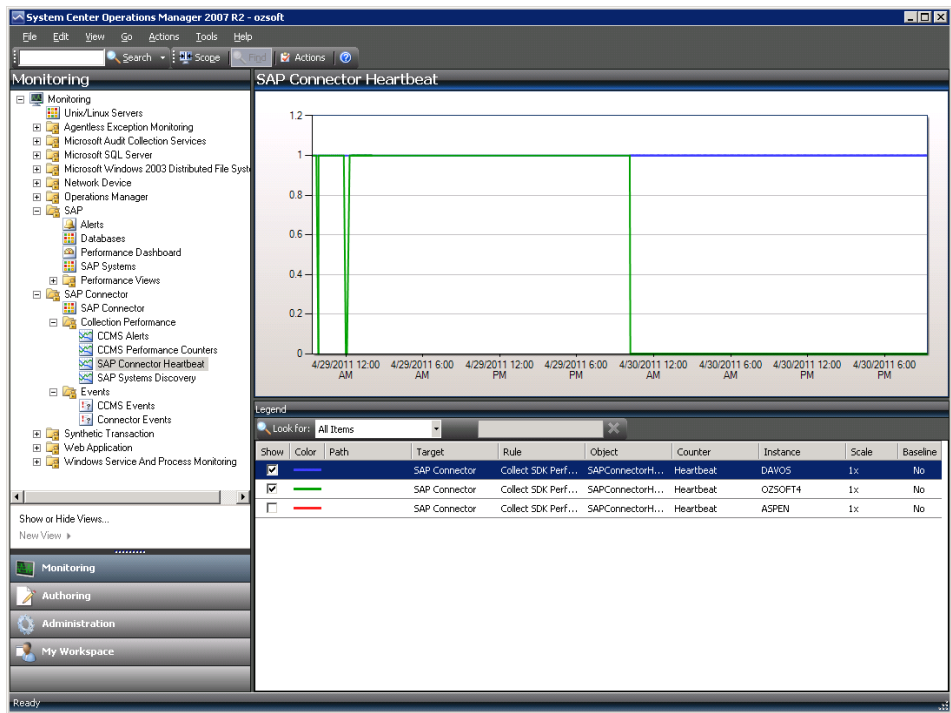 System Center Operations Manager 2007 R2 - ozsoft
File Edit View Go Actions Tools Help
Search Scope Find Actions
Monitoring
Monitoring
Unix/Linux Servers
Agentless Exception Monitoring
Microsoft Audit Collection Services
Microsoft SQL Server
Microsoft Windows 2003 Distributed File Syste
Network Device
Operations Manager
SAP
Alerts
Databases
Performance Dashboard
SAP Systems
Performance Views
SAP Connector
SAP Connector
Collection Performance
CCMS Alerts
CCMS Performance Counters
SAP Connector Heartbeat
SAP Systems Discovery
Events
CCMS Events
Connector Events
Synthetic Transaction
Web Application
Windows Service And Process Monitoring
Show or Hide Views...
New View
Monitoring
Authoring
Administration
My Workspace
Ready
SAP Connector Heartbeat
1.2
1
0.8
0.6
0.4
0.2
0
4/29/2011 12:00 4/29/2011 6:00 4/29/2011 12:00 4/29/2011 6:00 4/30/2011 12:00 4/30/2011 6:00 4/30/2011 12:00 4/30/2011 6:00
AM AM PM PM AM AM PM PM
Legend
Look for: All Items
Show Color Path Target Rule Object Counter Instance Scale Baseline
SAP Connector Collect SDK Perf... SAPConnectorH... Heartbeat DAVOS 1x No
SAP Connector Collect SDK Perf... SAPConnectorH... Heartbeat OZSOFT4 1x No
SAP Connector Collect SDK Perf... SAPConnectorH... Heartbeat ASPEN 1x No